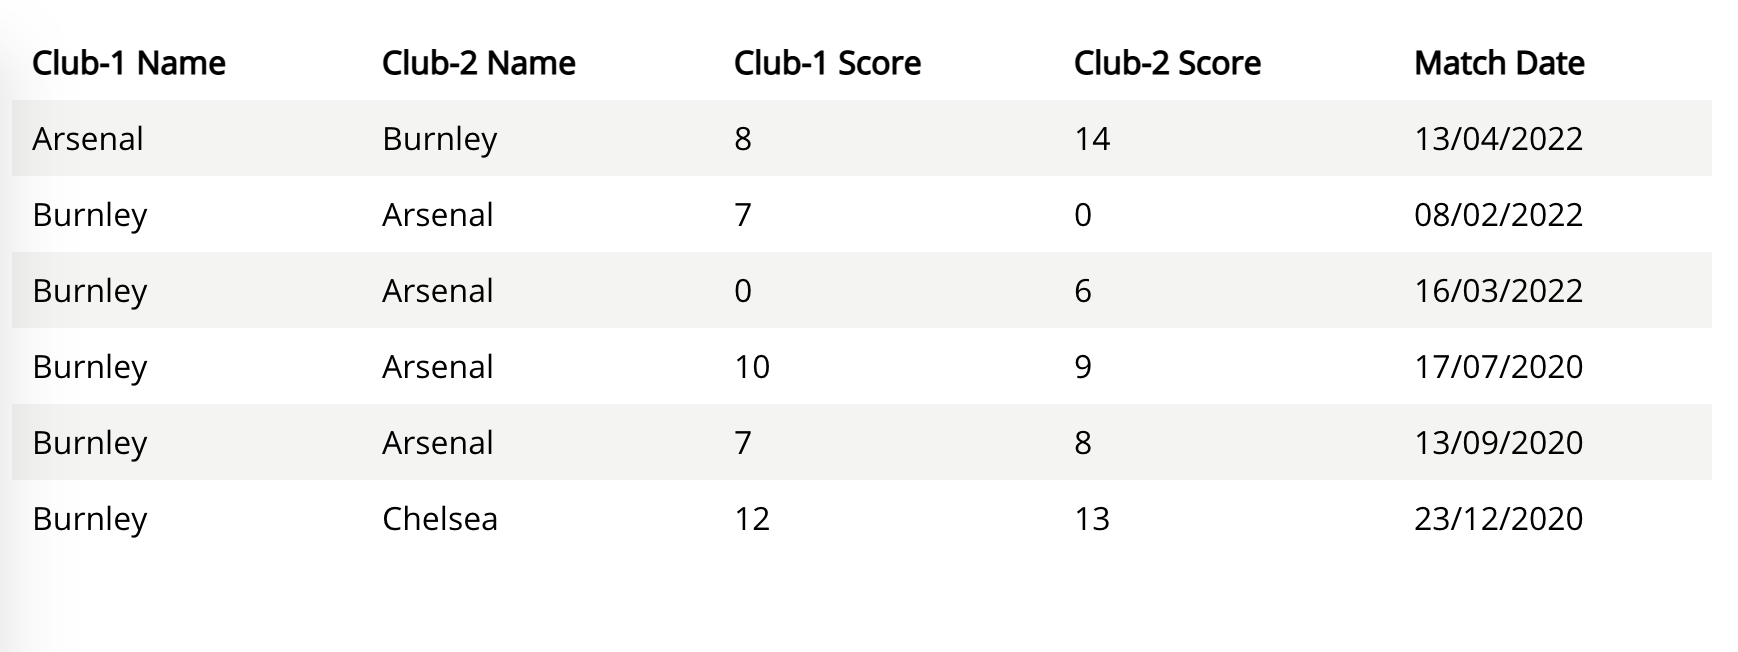 Club-1 Name Club-2 Name Club-1 Score Club-2 Score Match Date
Arsenal Burnley 8 14 13/04/2022
Burnley Arsenal 7 0 08/02/2022
Burnley Arsenal 0 6 16/03/2022
Burnley Arsenal 10 9 17/07/2020
Burnley Arsenal 7 8 13/09/2020
Burnley Chelsea 12 13 23/12/2020